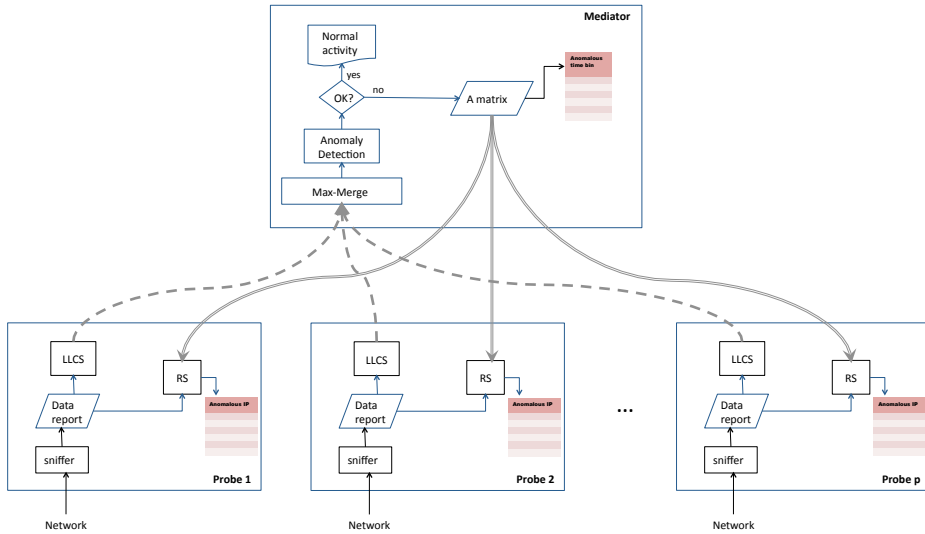 Mediator
Normal
activity
Anomalous
time bin
yes
no
OK?
A matrix
Anomaly
Detection
Max-Merge
LLCS
RS
Data
report
Anomalous IP
sniffer
Probe 1
Network
LLCS
RS
Data
report
Anomalous IP
sniffer
Probe 2
Network
...
LLCS
RS
Data
report
Anomalous IP
sniffer
Probe p
Network